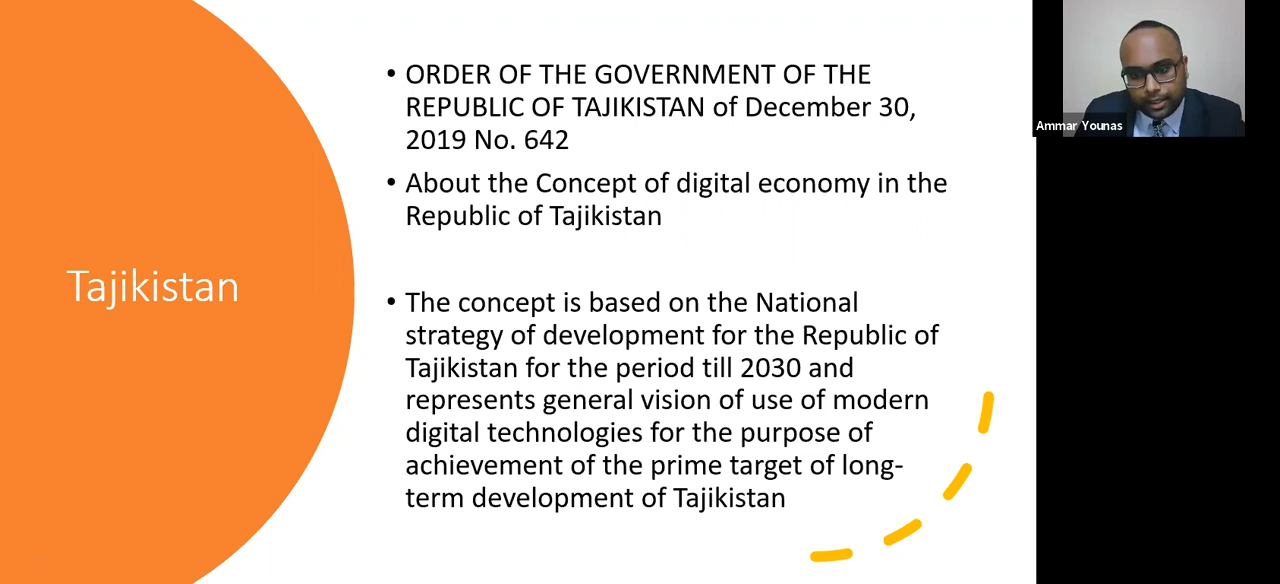 Tajikistan
• ORDER OF THE GOVERNMENT OF THE
REPUBLIC OF TAJIKISTAN of December 30,
2019 No. 642
• About the Concept of digital economy in the
Republic of Tajikistan
• The concept is based on the National
strategy of development for the Republic of
Tajikistan for the period till 2030 and
represents general vision of use of modern
digital technologies for the purpose of
achievement of the prime target of long-
term development of Tajikistan
Ammar Younas